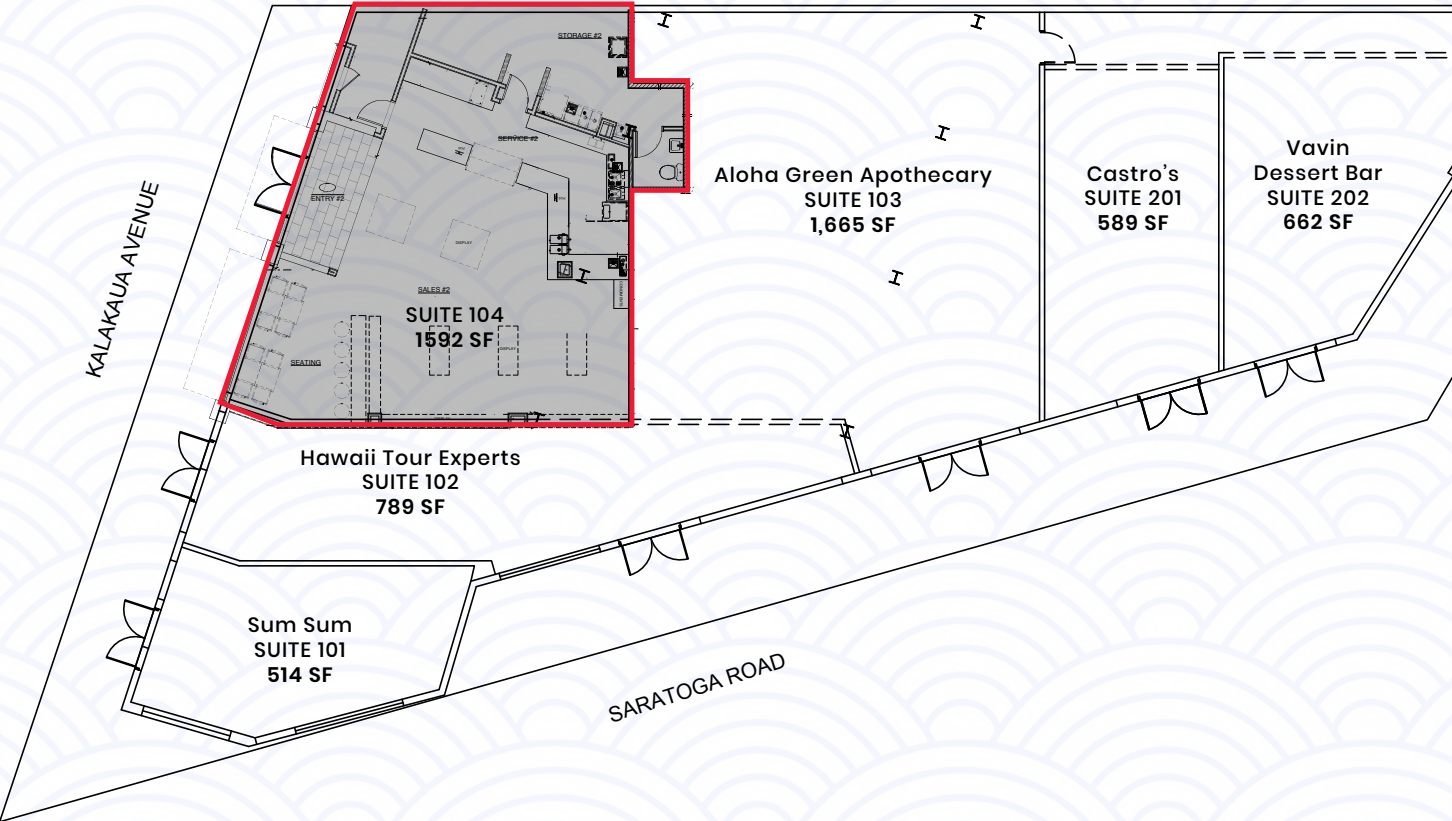 STORAGE #2
SERVICE #2
ENTRY #2
DISPLAY
SALES #2
SUITE 104
1592 SF
DISPLAY
SEATING
KALAKAUA AVENUE
Aloha Green Apothecary
SUITE 103
1,665 SF
Castro's
SUITE 201
589 SF
Vavin
Dessert Bar
SUITE 202
662 SF
Hawaii Tour Experts
SUITE 102
789 SF
Sum Sum
SUITE 101
514 SF
SARATOGA ROAD